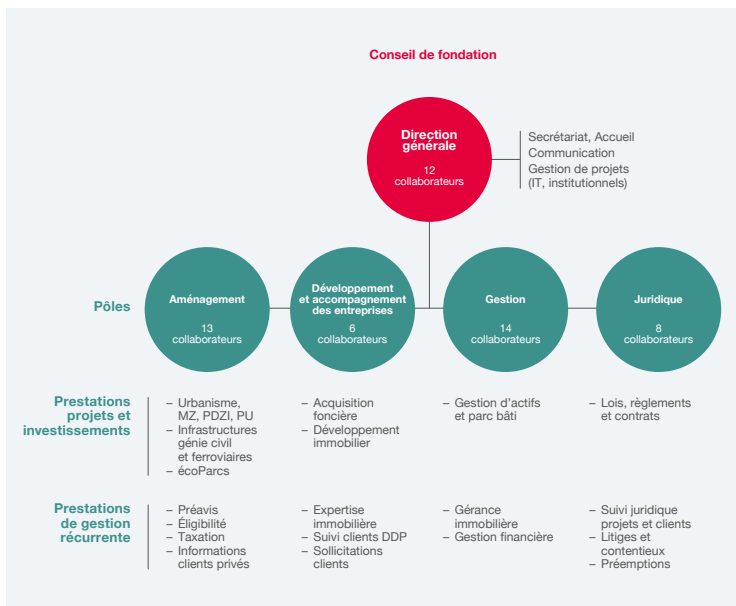 Conseil de fondation
Direction
générale
12
collaborateurs
Secrétariat, Accueil
Communication
Gestion de projets
(IT, institutionnels)
Pôles
Aménagement
13
collaborateurs
Développement
et accompagnement
des entreprises
6
collaborateurs
Gestion
14
collaborateurs
Juridique
8
collaborateurs
Prestations
projets et
investissements
– Urbanisme,
MZ, PDZI, PU
– Infrastructures
génie civil
et ferroviaires
– écoParcs
– Acquisition
foncière
– Développement
immobilier
– Gestion d’actifs
et parc bâti
– Lois, règlements
et contrats
Prestations
de gestion
récurrente
– Préavis
– Éligibilité
– Taxation
– Informations
clients privés
– Expertise
immobilière
– Suivi clients DDP
– Sollicitations
clients
– Gérance
immobilière
– Gestion financière
– Suivi juridique
projets et clients
– Litiges et
contentieux
– Préemptions